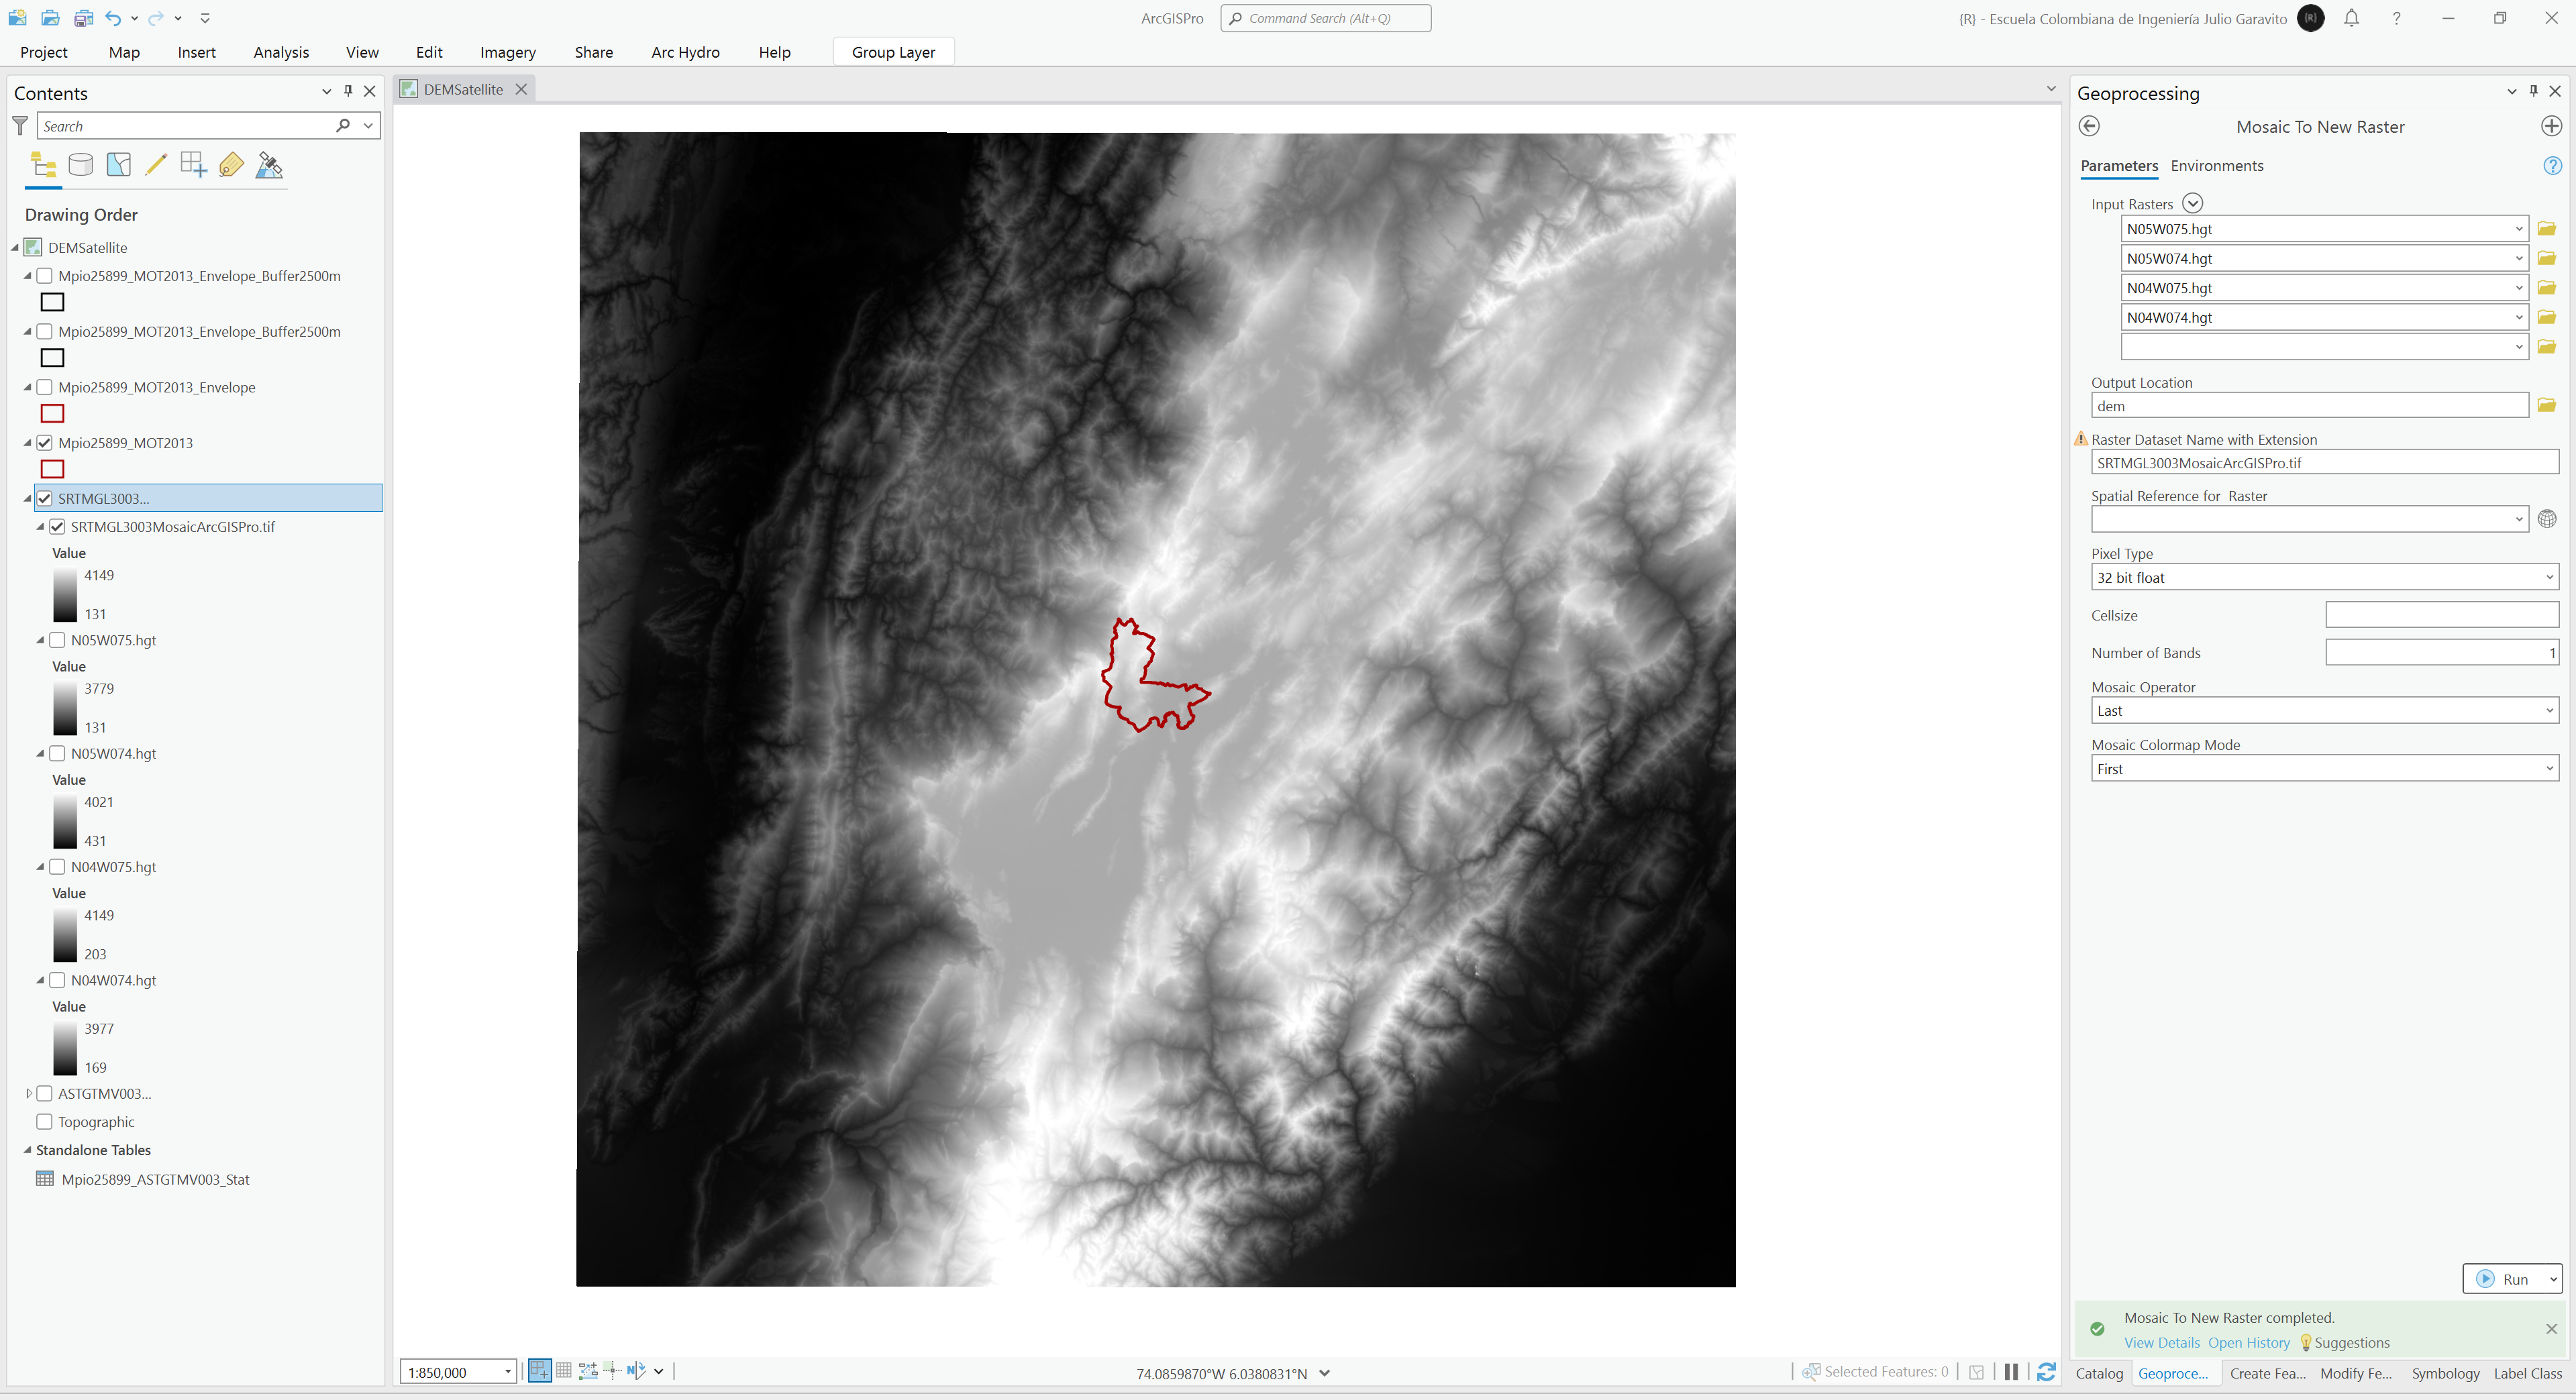 ArcGISPro
Command Search (Alt+Q)
{R} - Escuela Colombiana de Ingeniería Julio Garavito
{R}
Project Map Insert Analysis View Edit Imagery Share Arc Hydro Help Group Layer
Contents
Search
Drawing Order
DEMSatellite
Mpio25899_MOT2013_Envelope_Buffer2500m
Mpio25899_MOT2013_Envelope_Buffer2500m
Mpio25899_MOT2013_Envelope
Mpio25899_MOT2013
SRTMGL3003...
SRTMGL3003MosaicArcGISPro.tif
Value
4149
131
N05W075.hgt
Value
3779
131
N05W074.hgt
Value
4021
431
N04W075.hgt
Value
4149
203
N04W074.hgt
Value
3977
169
ASTGTMV003...
Topographic
Standalone Tables
Mpio25899_ASTGTMV003_Stat
DEMSatellite
1:850,000
74.0859870°W 6.0380831°N
Selected Features: 0
Geoprocessing
Mosaic To New Raster
Parameters Environments
Input Rasters
N05W075.hgt
N05W074.hgt
N04W075.hgt
N04W074.hgt
Output Location
dem
Raster Dataset Name with Extension
SRTMGL3003MosaicArcGISPro.tif
Spatial Reference for Raster
Pixel Type
32 bit float
Cellsize
Number of Bands 1
Mosaic Operator
Last
Mosaic Colormap Mode
First
Run
Mosaic To New Raster completed.
View Details Open History Suggestions
Catalog Geoproce... Create Fea... Modify Fe... Symbology Label Class